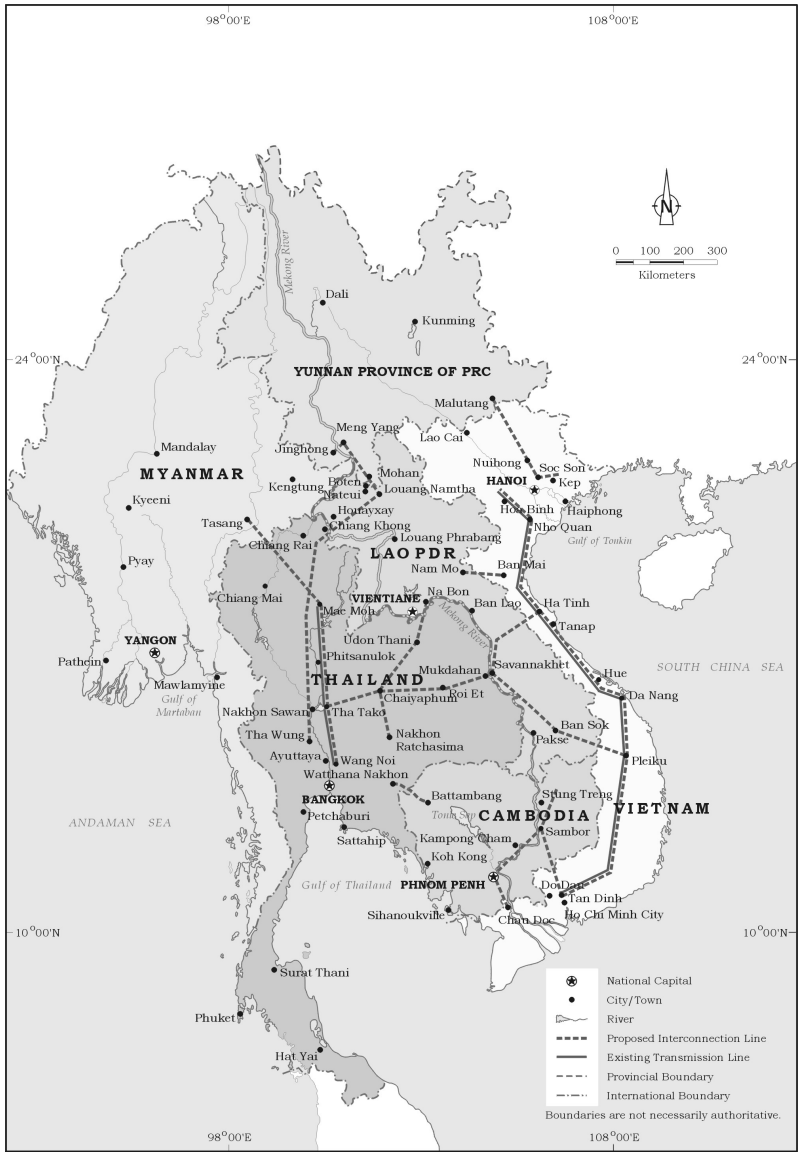 98°00'E
108°00'E
N
0 100 200 300
Kilometers
Mekong River
Dali
Kunming
24°00'N
24°00'N
YUNNAN PROVINCE OF PRC
Malutang
Lao Cai
Meng Yang
Jinghong
Mandalay
MYANMAR
Nuibong
Soc Son
Mohan
Boten
Kengtung
Nateui
Louang Namtha
HANOI
Kep
Kyeeni
Hoa Binh
Haiphong
Houayxay
Tasang
Chiang Khong
Nho Quan
Chiang Rai
Louang Phrabang
Gulf of Tonkin
LAO PDR
Pyay
Nam Mo
Ban Mai
Chiang Mai
Na Bon
VIENTIANE
Mae Moh
Ban Lao
Ha Tinh
Mekong River
Tanap
YANGON
Udon Thani
Pathein
Phitsanulok
Mukdahan
Savannakhet
Hue
SOUTH CHINA SEA
THAILAND
Mawlamyine
Gulf of
Martaban
Chaiyaphum
Roi Et
Da Nang
Nakhon Sawan
Tha Tako
Ban Sok
Tha Wung
Nakhon
Ratchasima
Pakse
Ayuttaya
Wang Noi
Pleiku
Watthana Nakhon
BANGKOK
Battambang
Stung Treng
Petchaburi
Tonle Sap
CAMBODIA
VIETNAM
ANDAMAN SEA
Sattahip
Kampong Cham
Sambor
Koh Kong
Gulf of Thailand
PHNOM PENH
Do Dan
Tan Dinh
Sihanoukville
Chau Doc
Ho Chi Minh City
10°00'N
10°00'N
Surat Thani
Phuket
Hat Yai
National Capital
City/Town
River
Proposed Interconnection Line
Existing Transmission Line
Provincial Boundary
International Boundary
Boundaries are not necessarily authoritative.
98°00'E
108°00'E